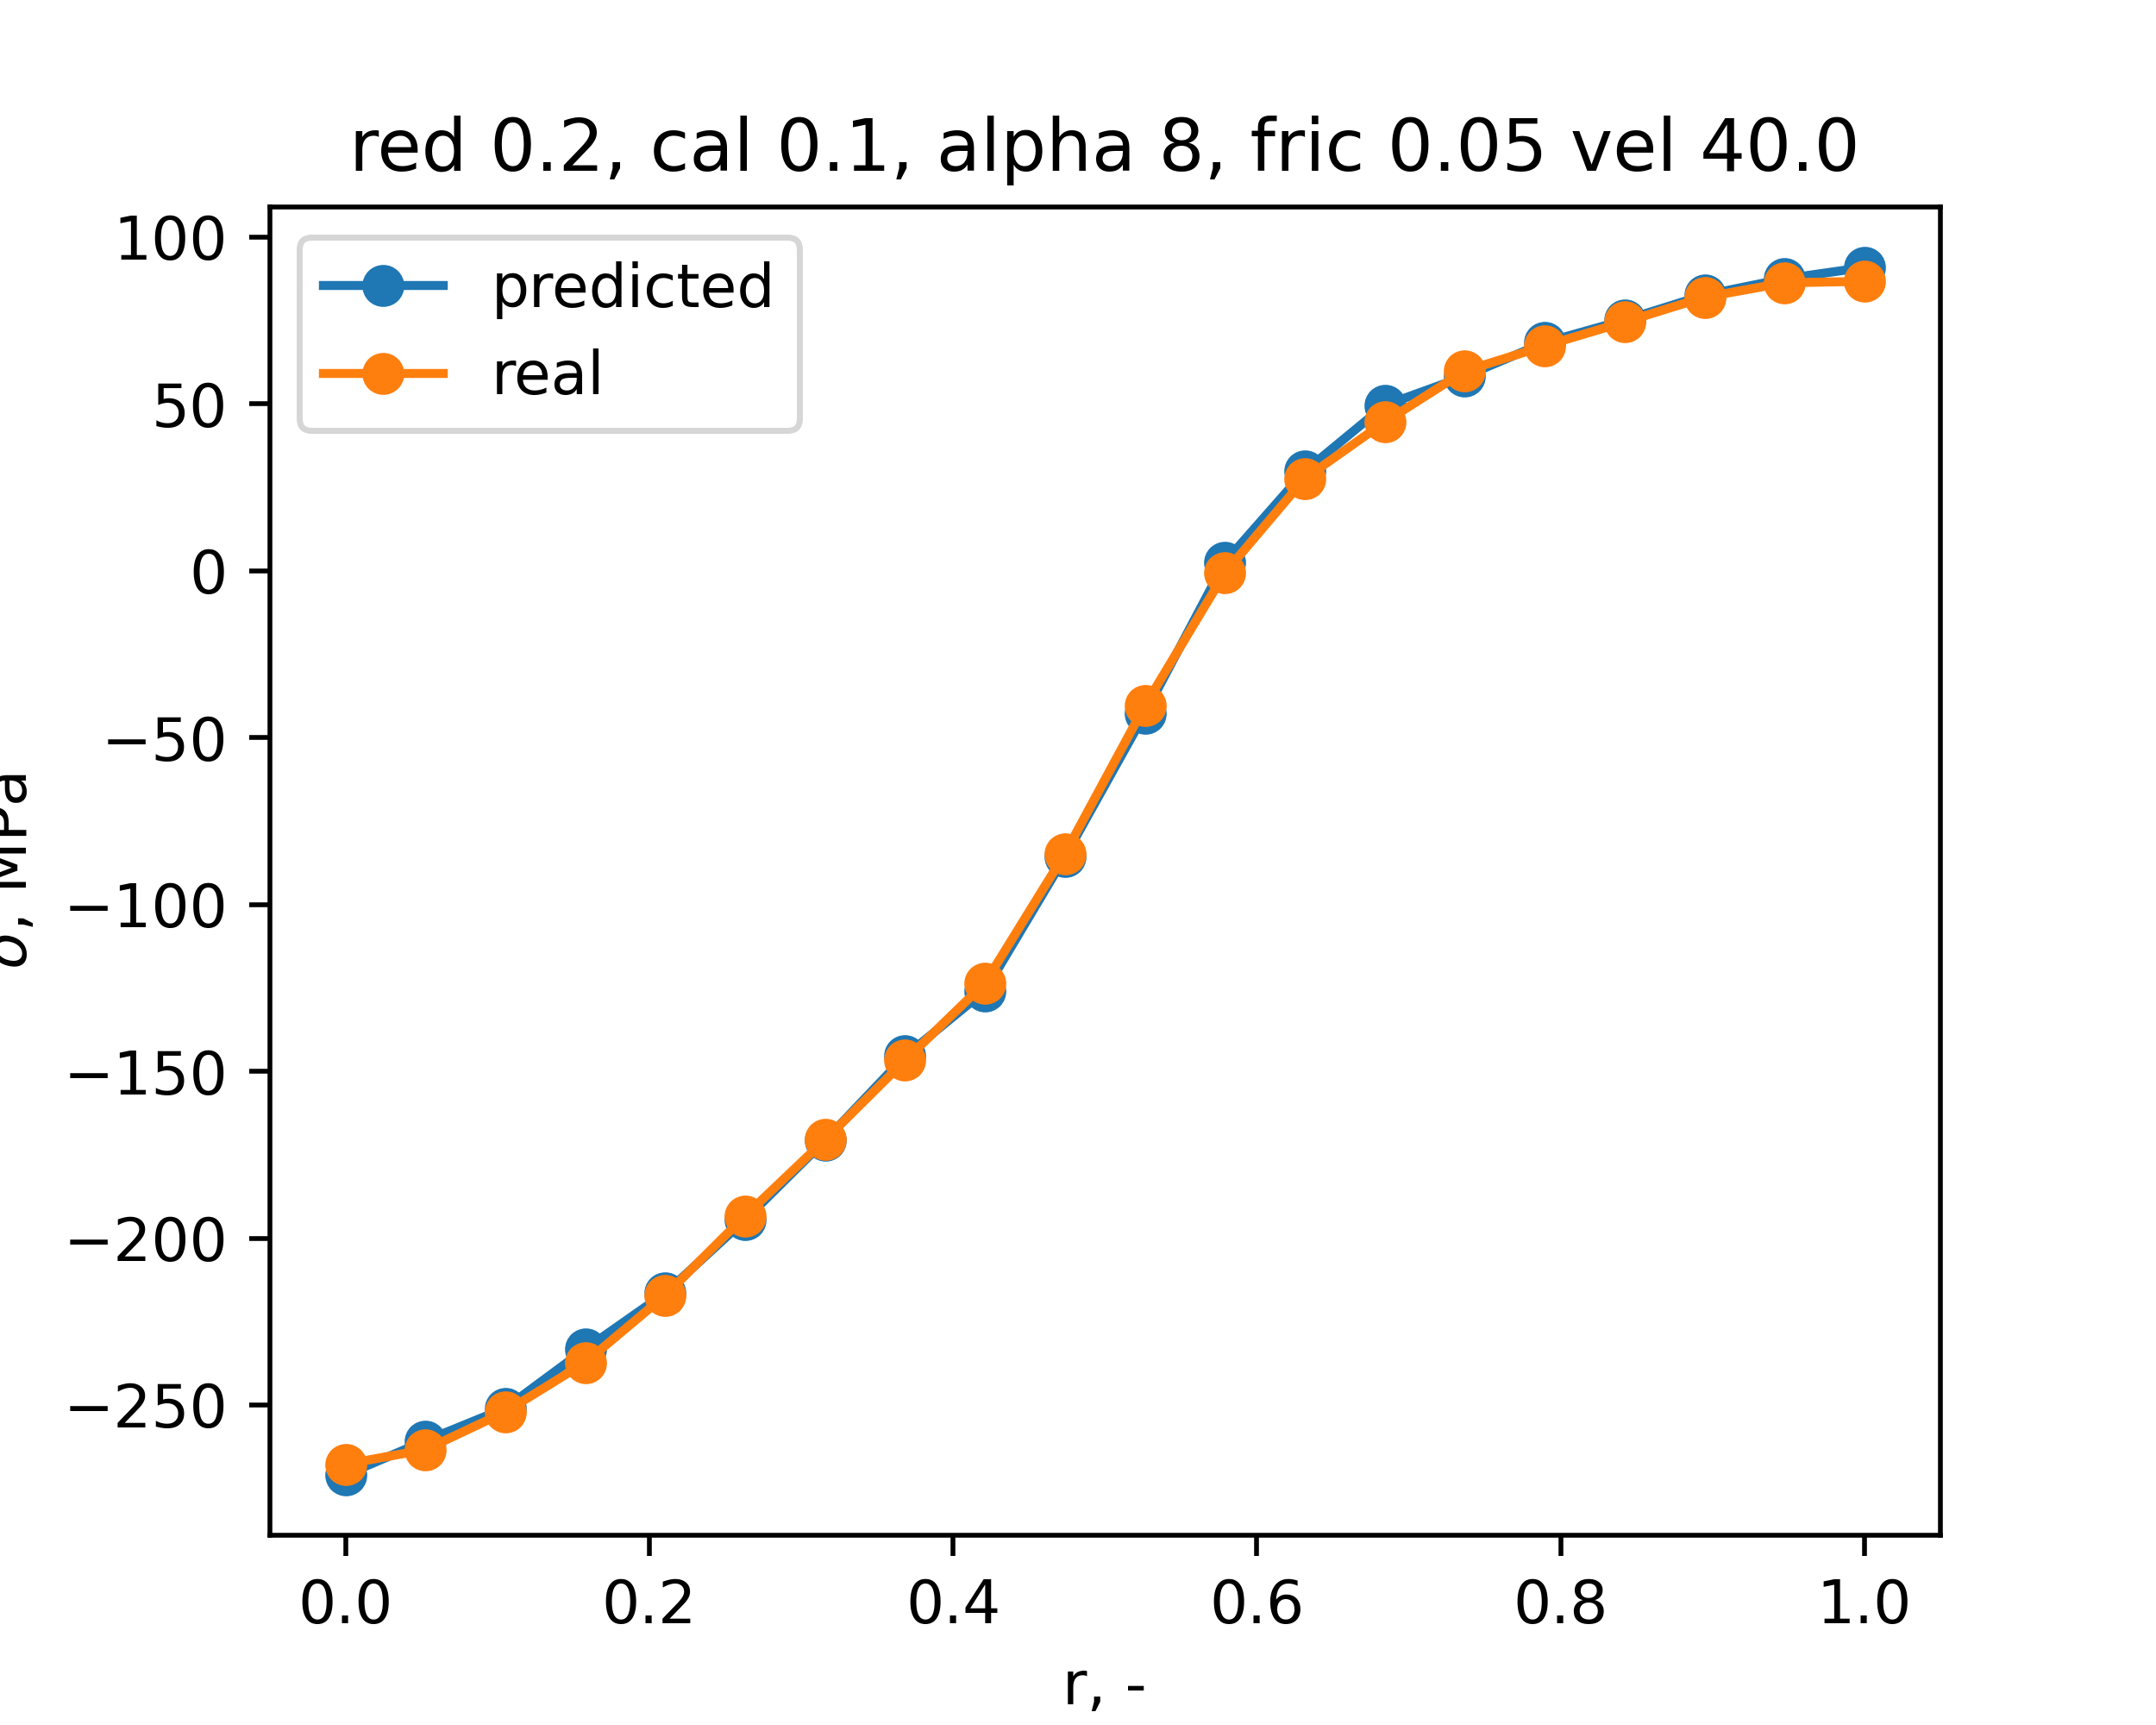 red 0.2, cal 0.1, alpha 8, fric 0.05 vel 40.0
100
50
0
−50
−100
−150
−200
−250
predicted
real
, MPa
0.0 0.2 0.4 0.6 0.8 1.0
r, -